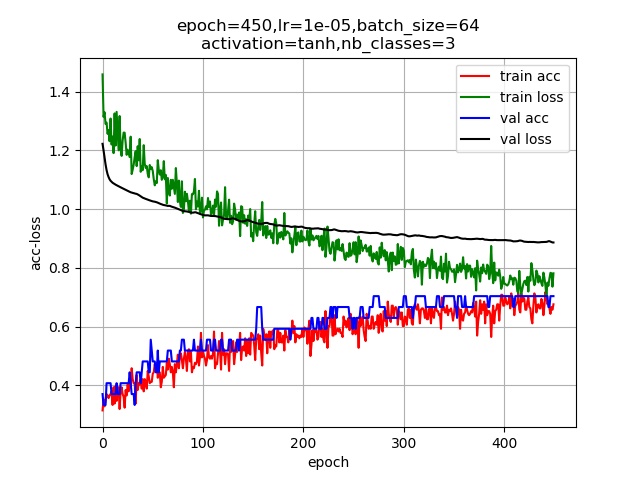 epoch=450,lr=1e-05,batch_size=64
activation=tanh,nb_classes=3
train acc
train loss
val acc
val loss
acc-loss
1.4
1.2
1.0
0.8
0.6
0.4
0 100 200 300 400
epoch